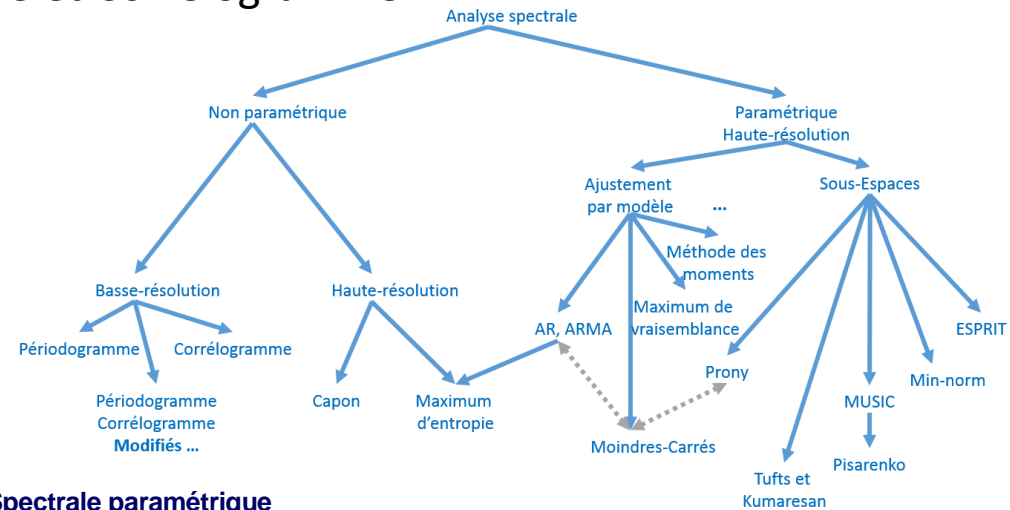 Analyse spectrale
Non paramétrique
Paramétrique
Haute-résolution
Ajustement
par modèle
...
Sous-Espaces
Méthode des
moments
Basse-résolution
Haute-résolution
Maximum de
vraisemblance
AR, ARMA
ESPRIT
Périodogramme
Corrélogramme
Prony
Min-norm
Périodogramme
Corrélogramme
Modifiés ...
Capon
Maximum
d'entropie
MUSIC
Moindres-Carrés
Pisarenko
Tufts et
Kumaresan
Spectrale paramétrique